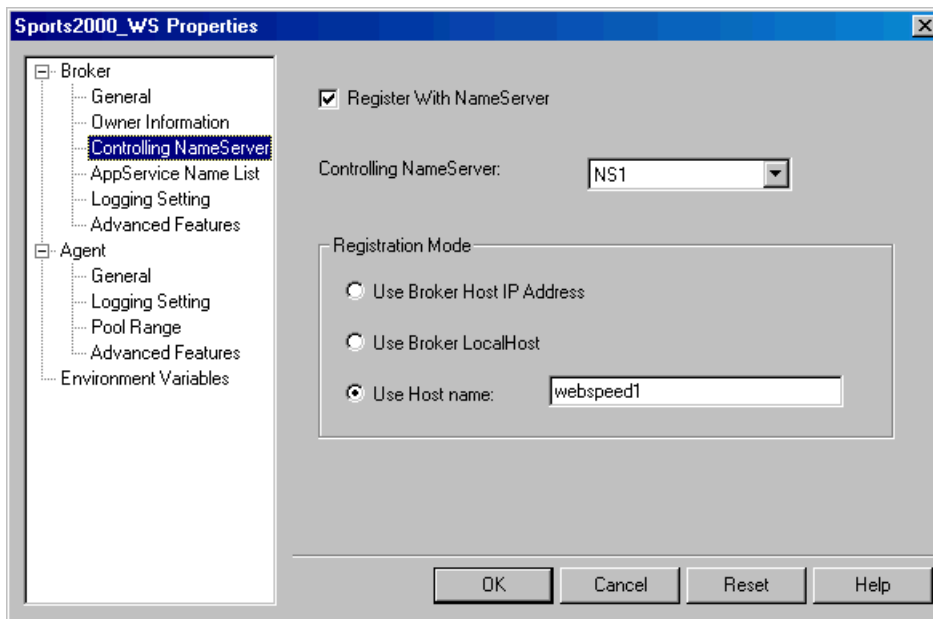 Sports2000_WS Properties
Broker
General
Owner Information
Controlling NameServer
AppService Name List
Logging Setting
Advanced Features
Agent
General
Logging Setting
Pool Range
Advanced Features
Environment Variables
Register With NameServer
Controlling NameServer: NS1
Registration Mode
Use Broker Host IP Address
Use Broker LocalHost
Use Host name: webspeed1
OK Cancel Reset Help